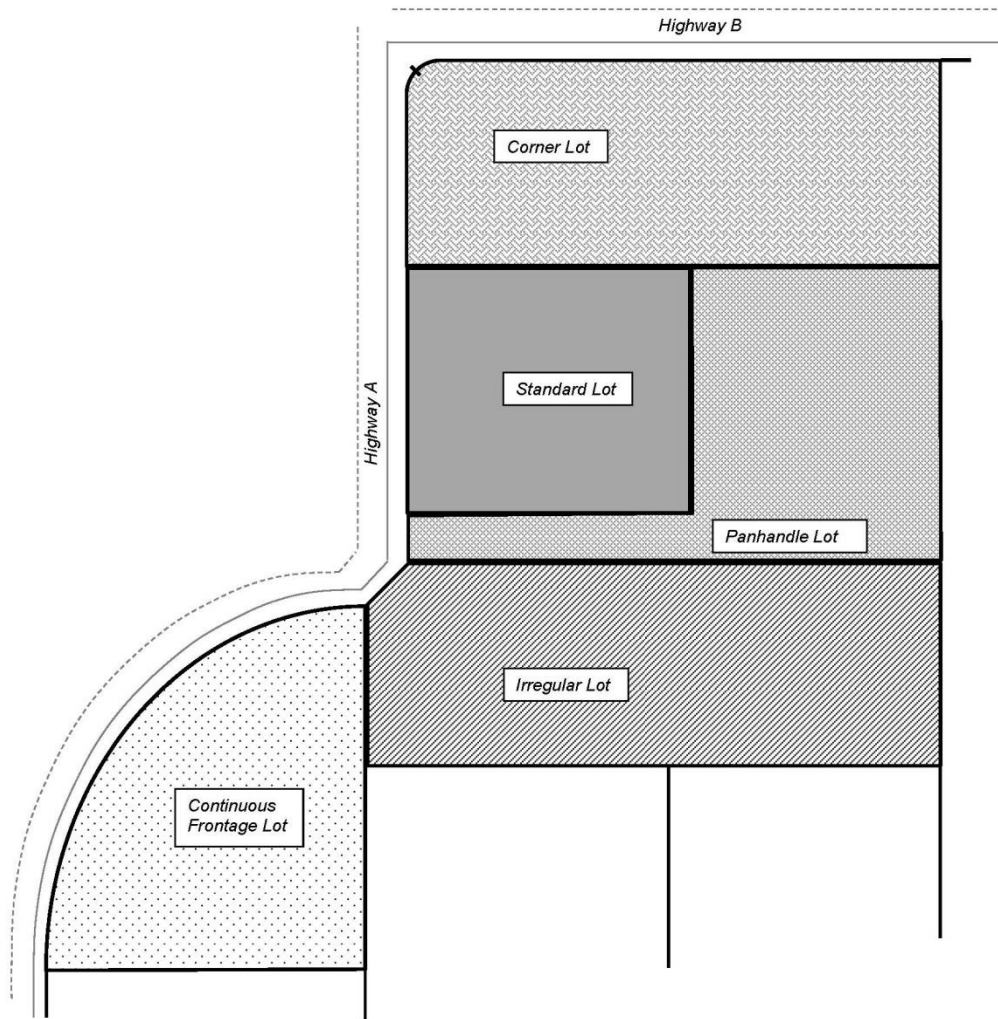 Highway B
Corner Lot
Highway A
Standard Lot
Panhandle Lot
Irregular Lot
Continuous
Frontage Lot